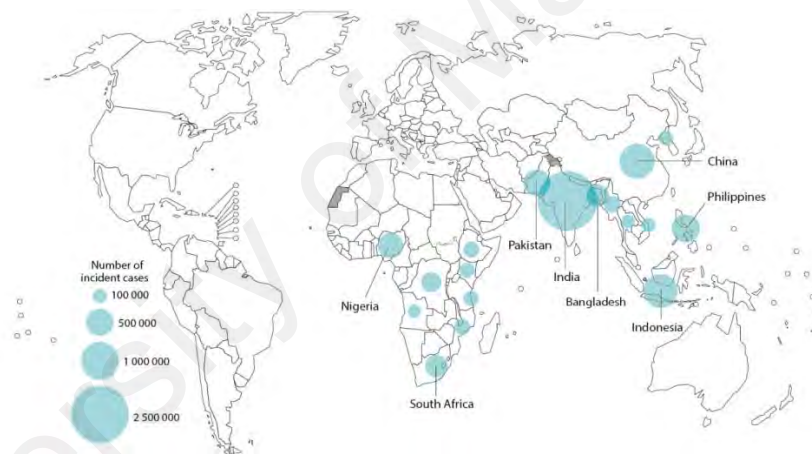 Number of
incident cases
100 000
500 000
1 000 000
2 500 000
China
Philippines
Pakistan
India
Bangladesh
Indonesia
Nigeria
South Africa